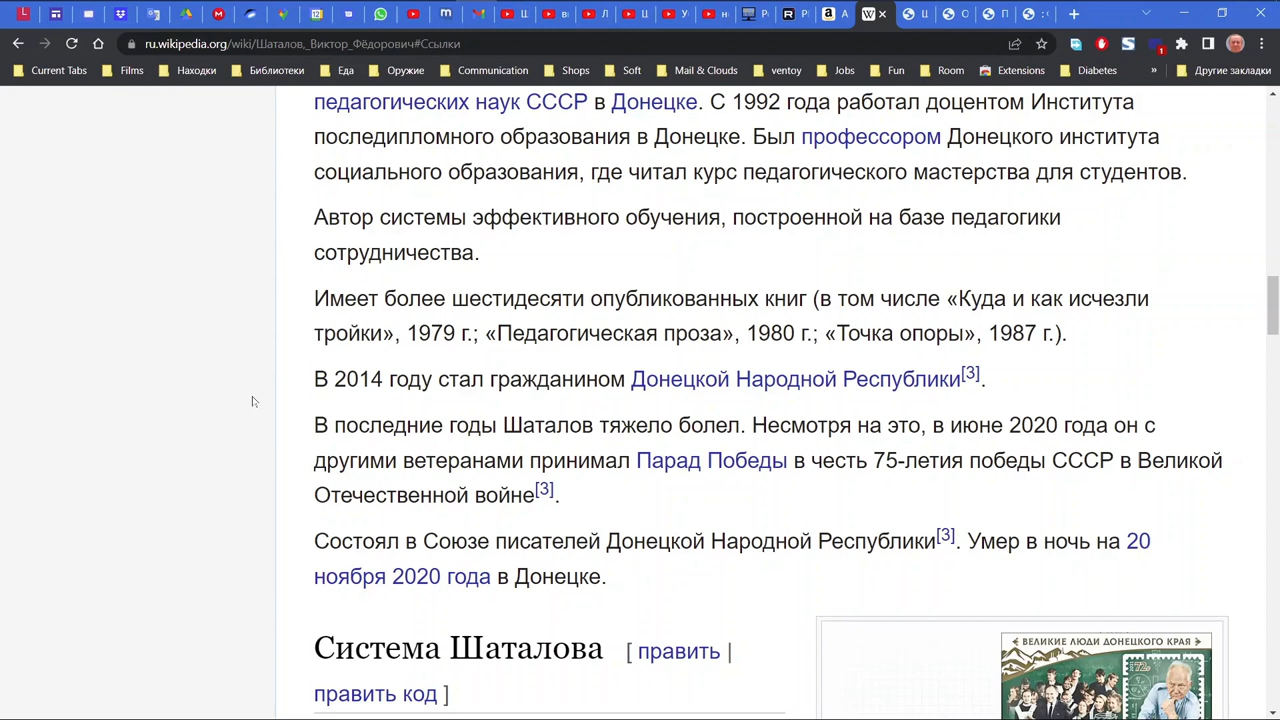 ru.wikipedia.org/wiki/Шаталов,_Виктор_Фёдорович#Ссылки
Current Tabs Films Находки Библиотеки Еда Оружие Communication Shops Soft Mail & Clouds ventoy Jobs Fun Room Extensions Diabetes » Другие закладки
педагогических наук СССР в Донецке. С 1992 года работал доцентом Института
последипломного образования в Донецке. Был профессором Донецкого института
социального образования, где читал курс педагогического мастерства для студентов.
Автор системы эффективного обучения, построенной на базе педагогики
сотрудничества.
Имеет более шестидесяти опубликованных книг (в том числе «Куда и как исчезли
тройки», 1979 г.; «Педагогическая проза», 1980 г.; «Точка опоры», 1987 г.).
В 2014 году стал гражданином Донецкой Народной Республики[3].
В последние годы Шаталов тяжело болел. Несмотря на это, в июне 2020 года он с
другими ветеранами принимал Парад Победы в честь 75-летия победы СССР в Великой
Отечественной войне[3].
Состоял в Союзе писателей Донецкой Народной Республики[3]. Умер в ночь на 20
ноября 2020 года в Донецке.
Система Шаталова [ править |
править код ]
ВЕЛИКИЕ ЛЮДИ ДОНЕЦКОГО КРАЯ